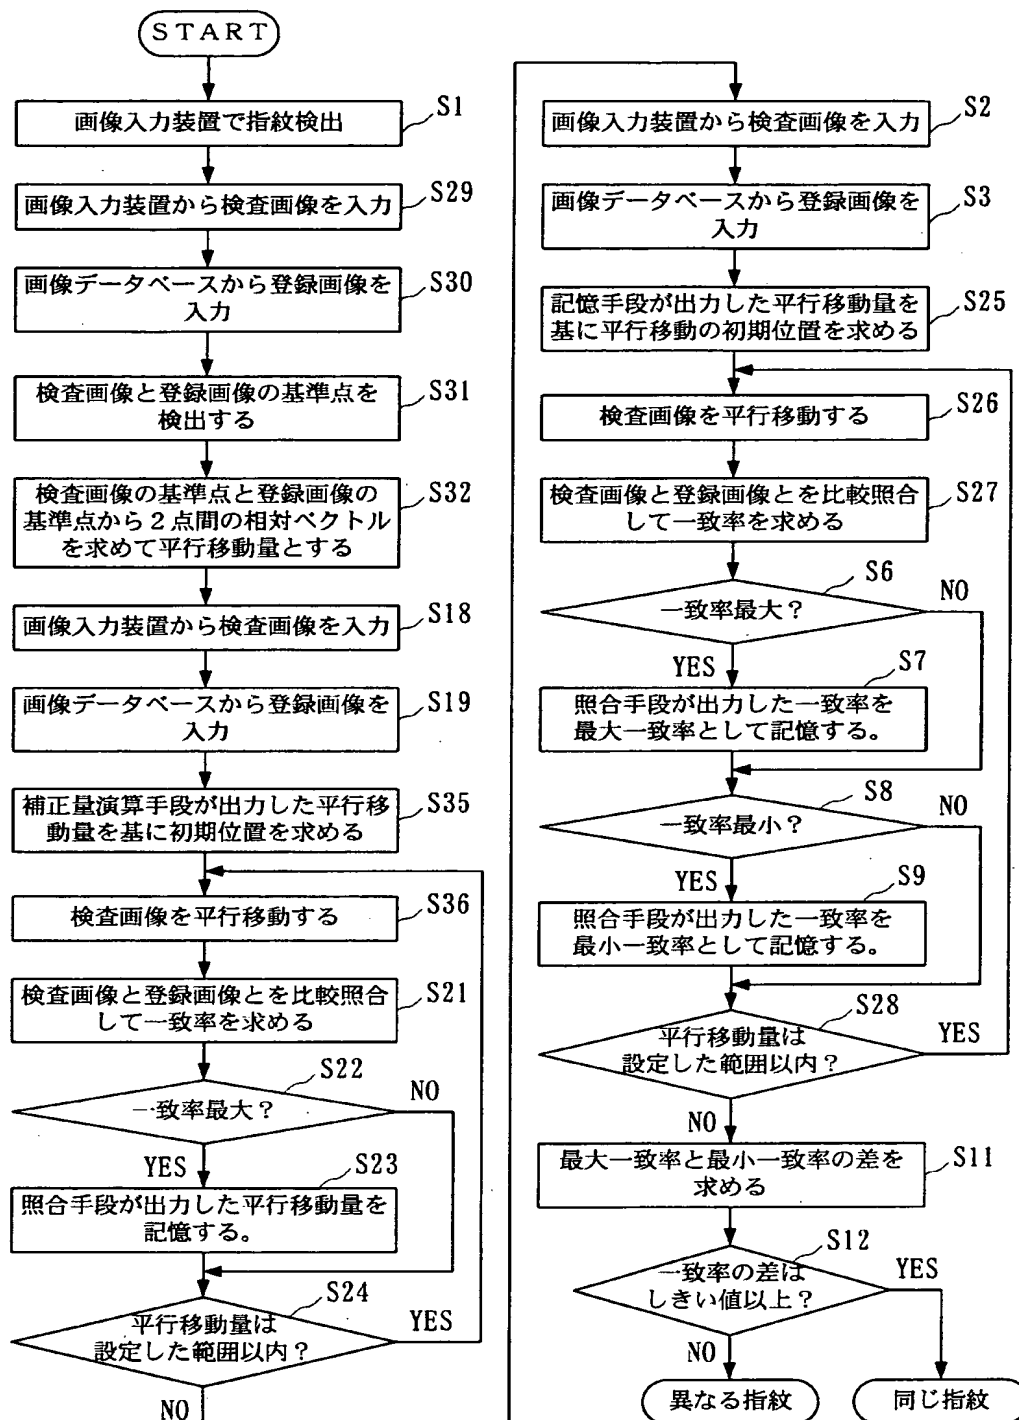 START
画像入力装置で指紋検出
S1
画像入力装置から検査画像を入力
S29
画像データベースから登録画像を
入力
S30
検査画像と登録画像の基準点を
検出する
S31
検査画像の基準点と登録画像の
基準点から2点間の相対ベクトル
を求めて平行移動量とする
S32
画像入力装置から検査画像を入力
S18
画像データベースから登録画像を
入力
S19
補正量演算手段が出力した平行移
動量を基に初期位置を求める
S35
検査画像を平行移動する
S36
検査画像と登録画像とを比較照合
して一致率を求める
S21
一致率最大?
S22
NO
YES
照合手段が出力した平行移動量を
記憶する。
S23
平行移動量は
設定した範囲以内?
S24
YES
NO
画像入力装置から検査画像を入力
S2
画像データベースから登録画像を
入力
S3
記憶手段が出力した平行移動量を
基に平行移動の初期位置を求める
S25
検査画像を平行移動する
S26
検査画像と登録画像とを比較照合
して一致率を求める
S27
一致率最大?
S6
NO
YES
照合手段が出力した一致率を
最大一致率として記憶する。
S7
一致率最小?
S8
NO
YES
照合手段が出力した一致率を
最小一致率として記憶する。
S9
平行移動量は
設定した範囲以内?
S28
YES
NO
最大一致率と最小一致率の差を
求める
S11
一致率の差は
しきい値以上?
S12
YES
NO
異なる指紋
同じ指紋